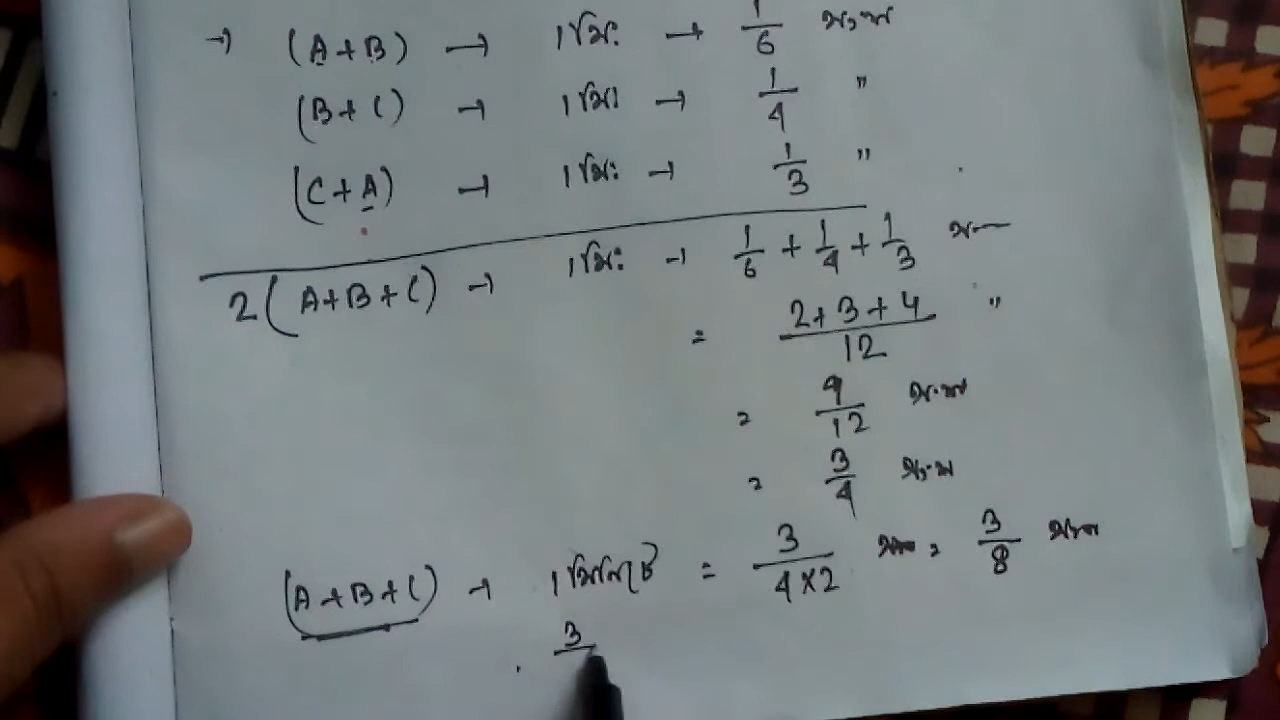 → (A+B) → 1 মি: → 1/6 অংশ
(B+C) → 1 মি: → 1/4 "
(C+A) → 1 মি: → 1/3 "
2(A+B+C) → 1 মি: → 1/6 + 1/4 + 1/3
= (2+3+4)/12 "
= 9/12 অংশ
= 3/4 অংশ
(A+B+C) → 1 মিনিটে = 3/(4×2) = 3/8
3